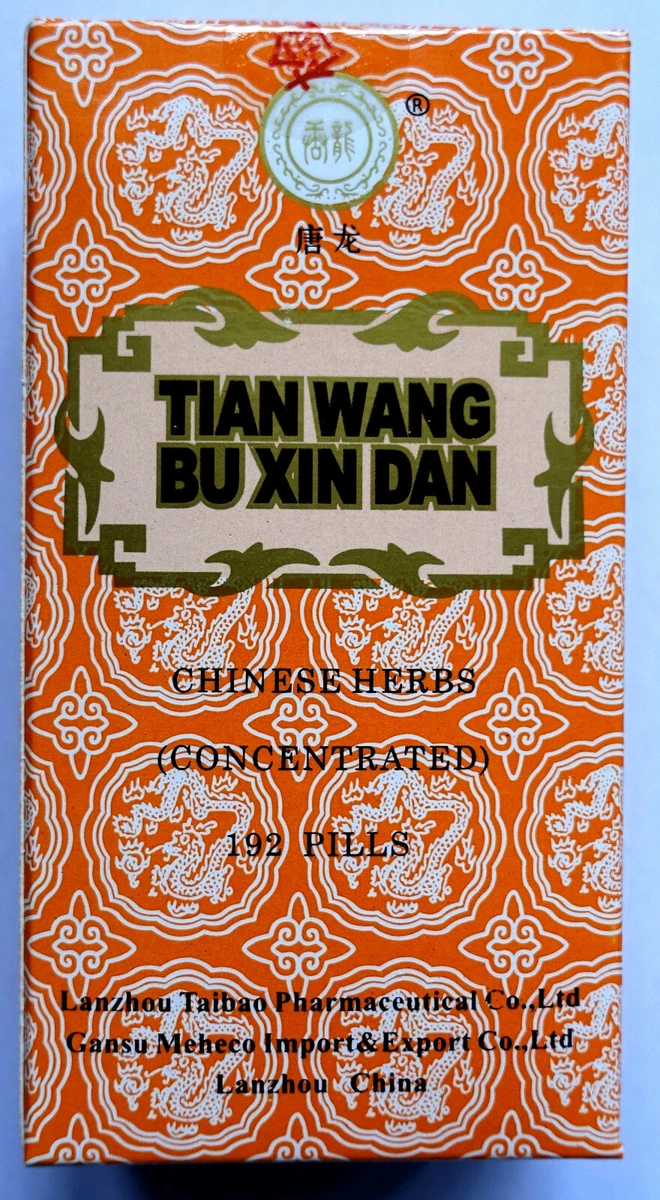 ®
唐龙
TIAN WANG
BU XIN DAN
CHINESE HERBS
(CONCENTRATED)
192 PILLS
Lanzhou Taibao Pharmaceutical Co.,Ltd
Gansu Meheco Import&Export Co.,Ltd
Lanzhou China